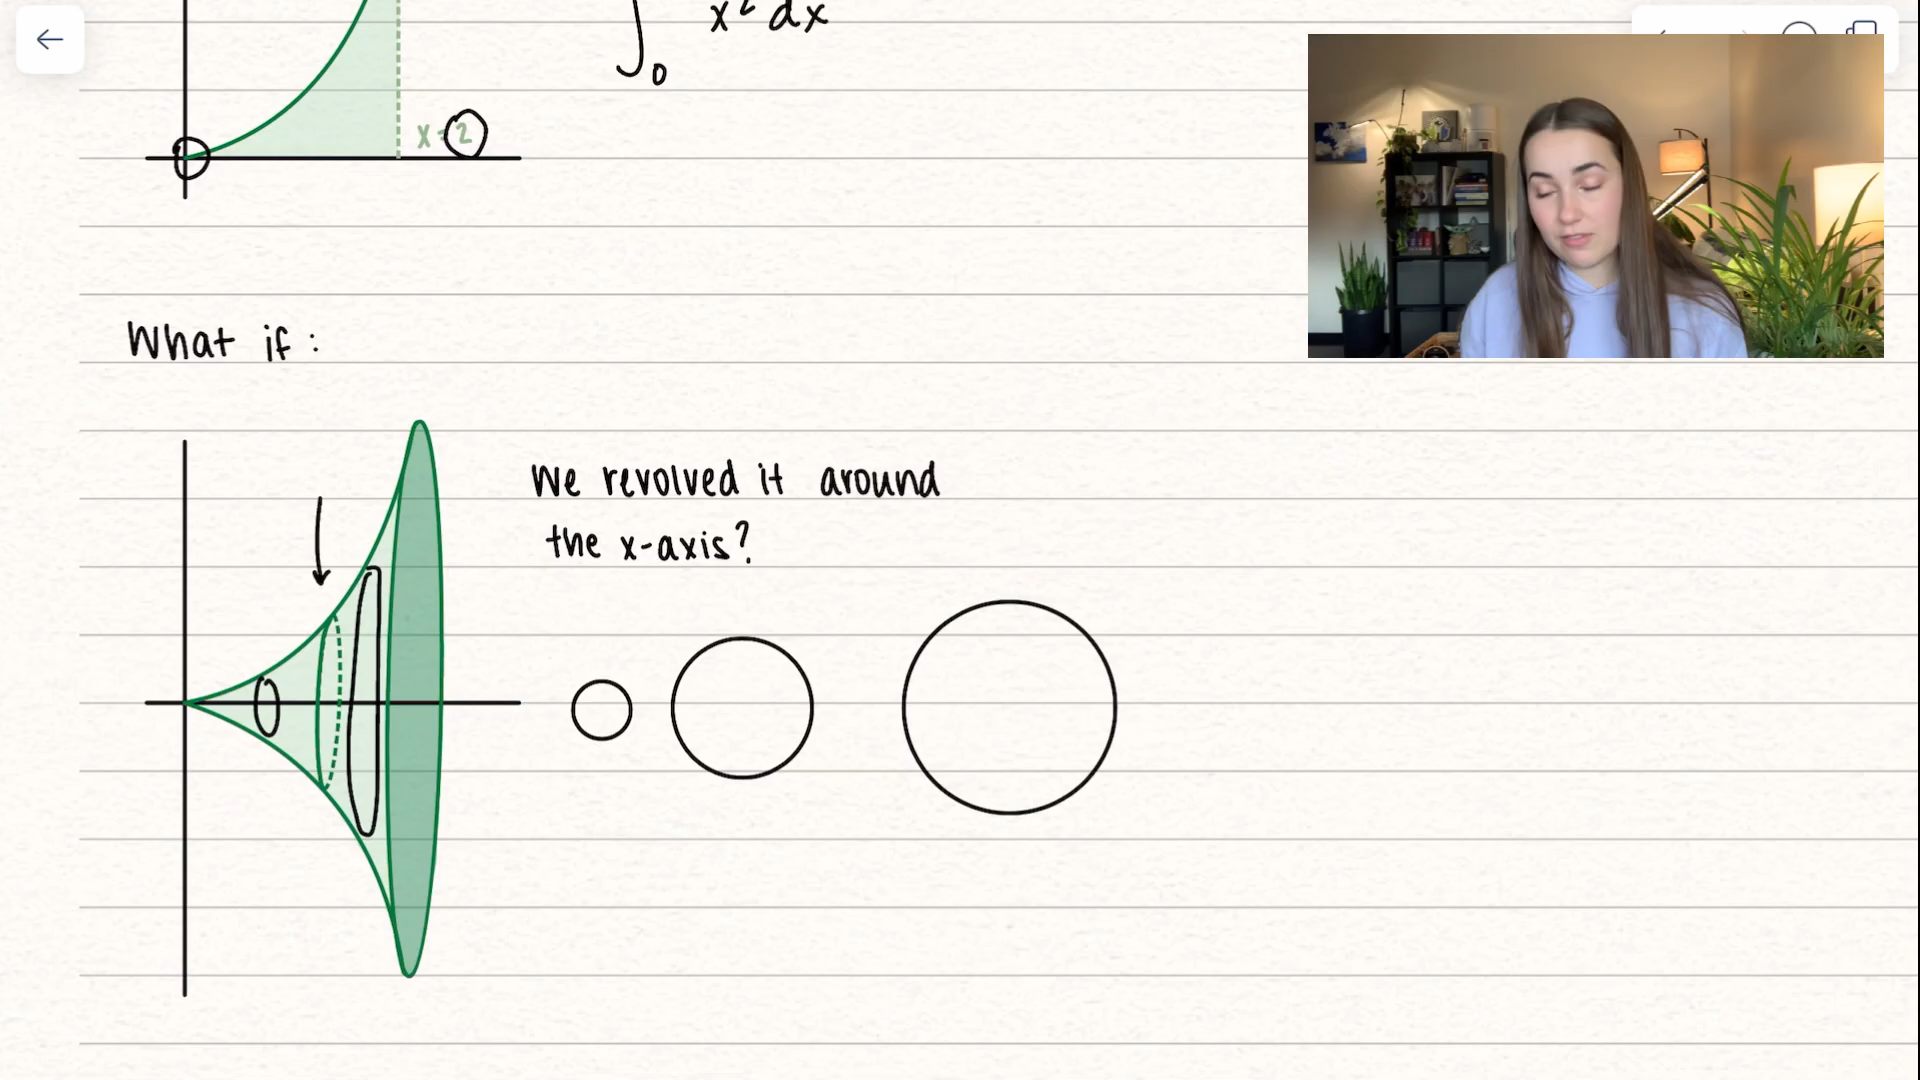 ∫₀ x² dx
x=2
What if :
We revolved it around
the x-axis?